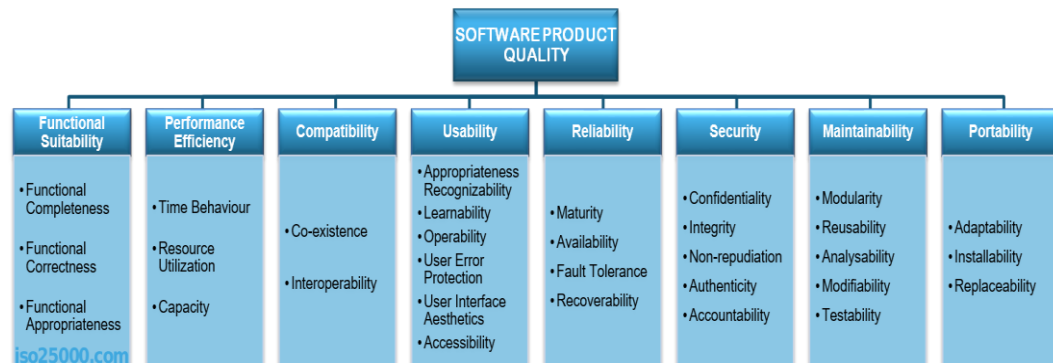 SOFTWARE PRODUCT
QUALITY
Functional
Suitability
• Functional
Completeness
• Functional
Correctness
• Functional
Appropriateness
Performance
Efficiency
• Time Behaviour
• Resource
Utilization
• Capacity
Compatibility
• Co-existence
• Interoperability
Usability
• Appropriateness
Recognizability
• Learnability
• Operability
• User Error
Protection
• User Interface
Aesthetics
• Accessibility
Reliability
• Maturity
• Availability
• Fault Tolerance
• Recoverability
Security
• Confidentiality
• Integrity
• Non-repudiation
• Authenticity
• Accountability
Maintainability
• Modularity
• Reusability
• Analysability
• Modifiability
• Testability
Portability
• Adaptability
• Installability
• Replaceability
iso25000.com